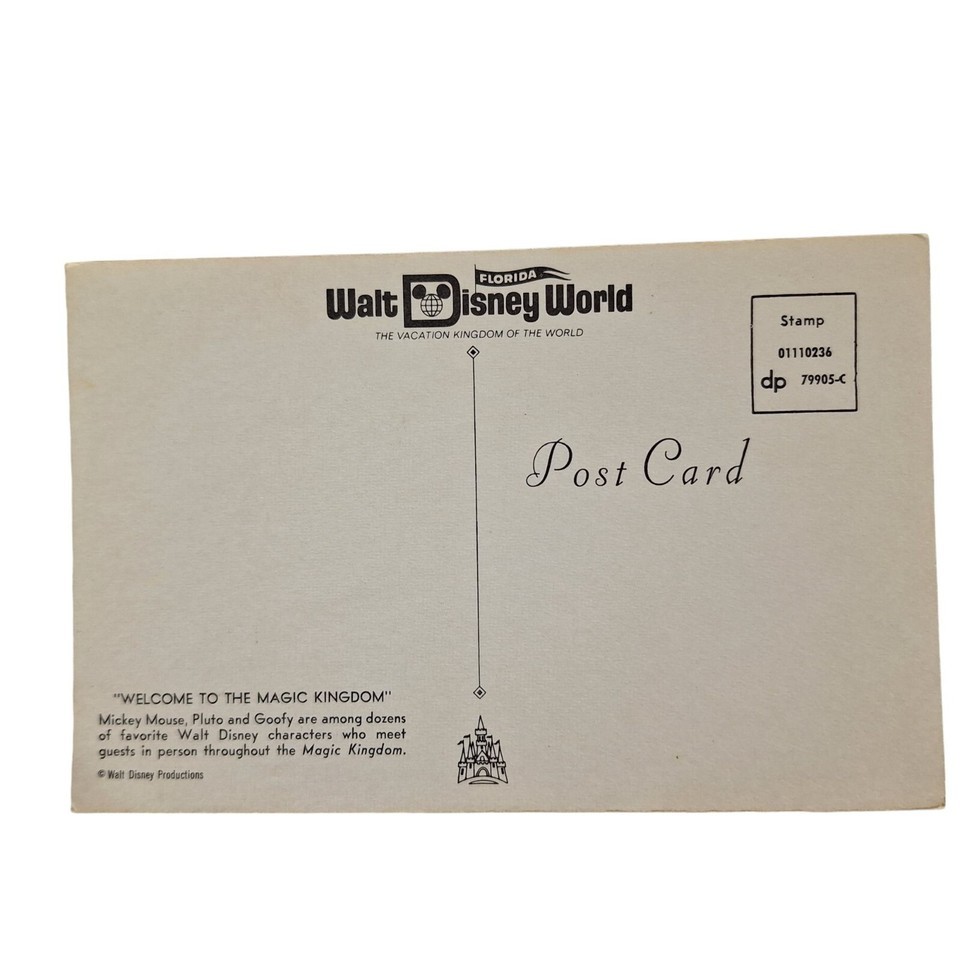 FLORIDA
Walt Disney World
THE VACATION KINGDOM OF THE WORLD
Stamp
01110236
dp 79905-C
Post Card
"WELCOME TO THE MAGIC KINGDOM"
Mickey Mouse, Pluto and Goofy are among dozens
of favorite Walt Disney characters who meet
guests in person throughout the Magic Kingdom.
© Walt Disney Productions